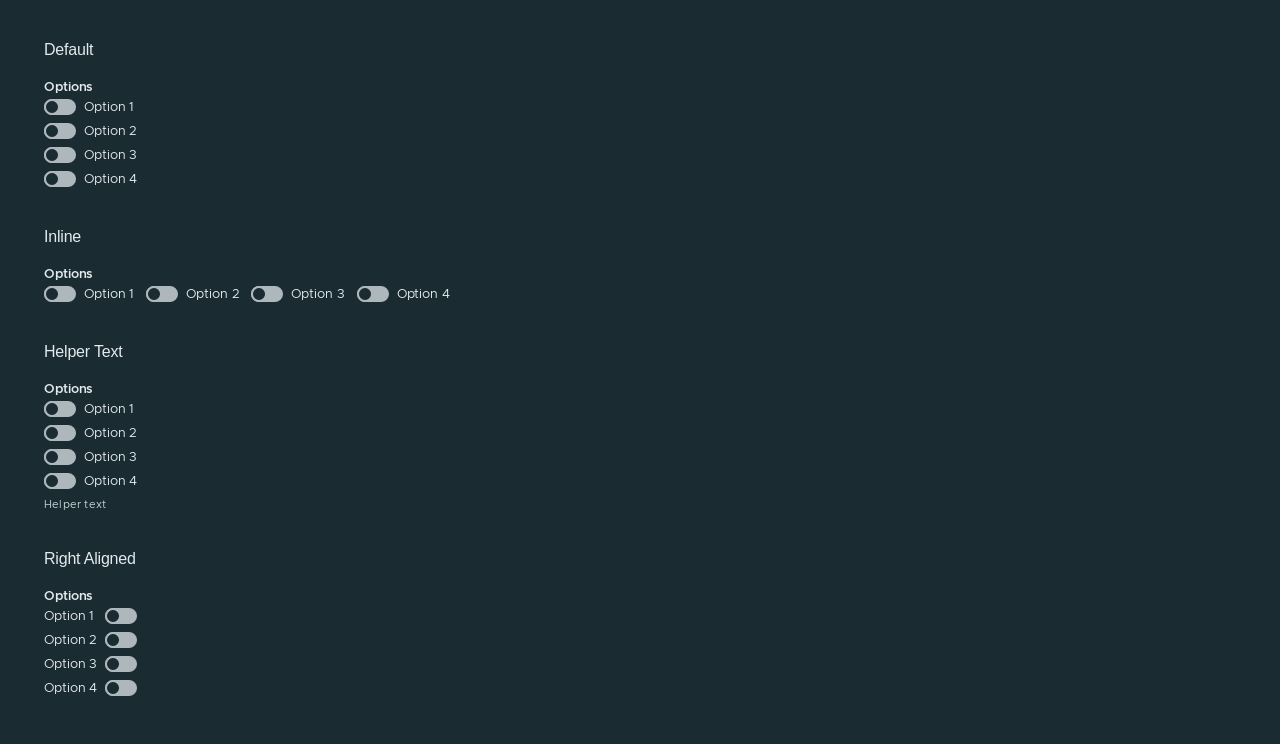 Default
Options
Option 1
Option 2
Option 3
Option 4
Inline
Options
Option 1 Option 2 Option 3 Option 4
Helper Text
Options
Option 1
Option 2
Option 3
Option 4
Helper text
Right Aligned
Options
Option 1
Option 2
Option 3
Option 4